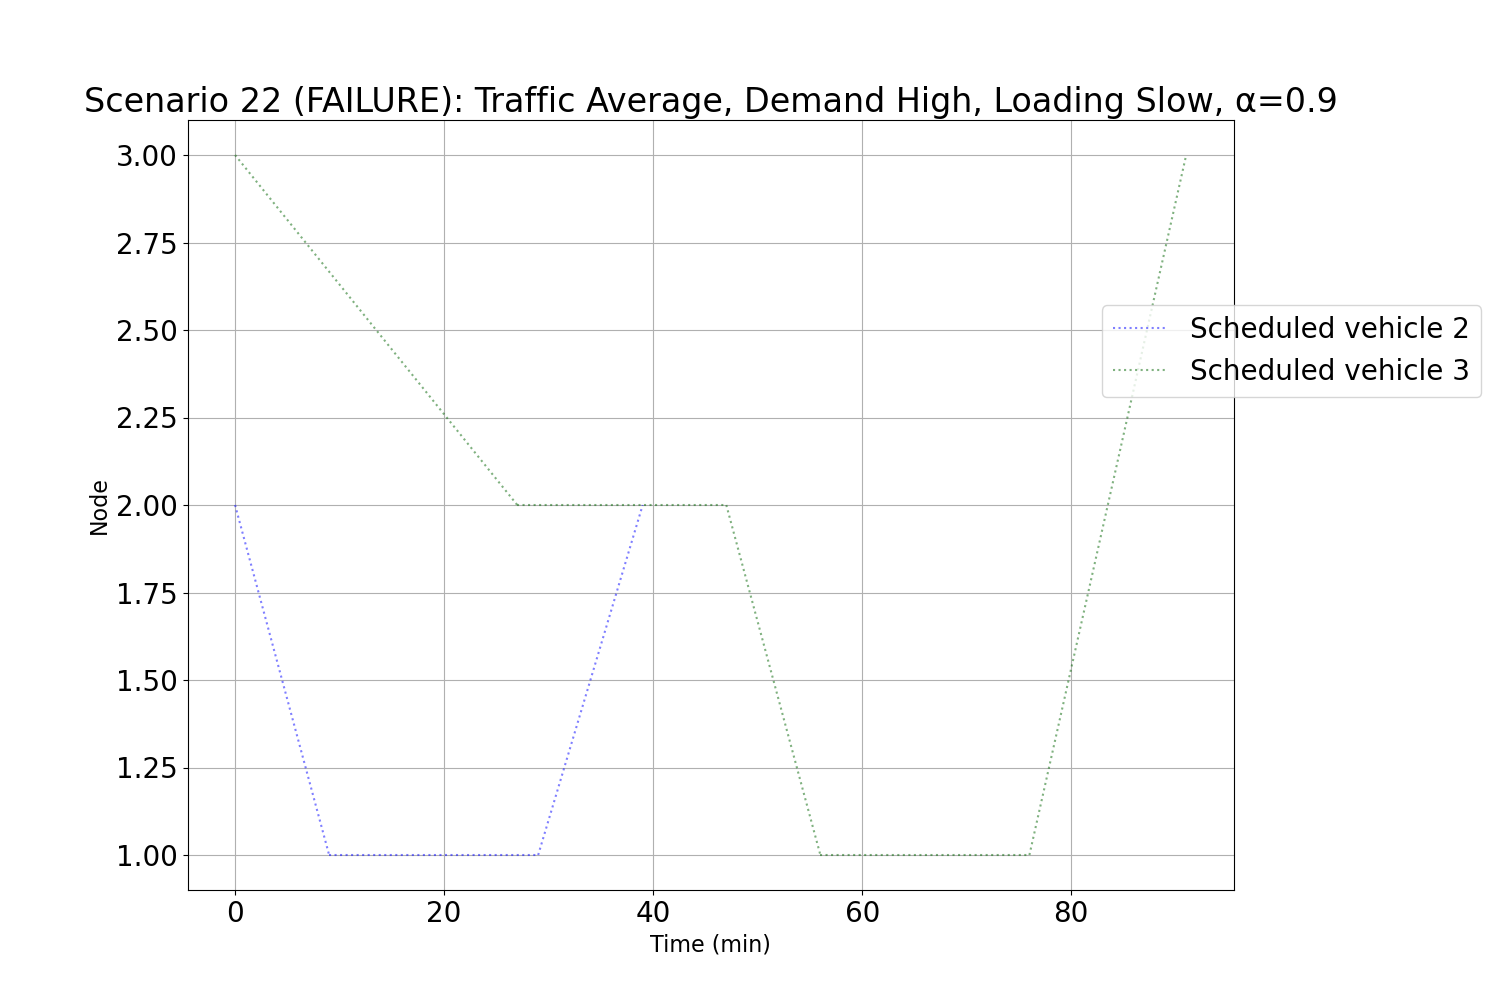 Scenario 22 (FAILURE): Traffic Average, Demand High, Loading Slow, α=0.9
3.00
2.75
2.50
2.25
2.00
1.75
1.50
1.25
1.00
Node
Scheduled vehicle 2
Scheduled vehicle 3
0 20 40 60 80
Time (min)